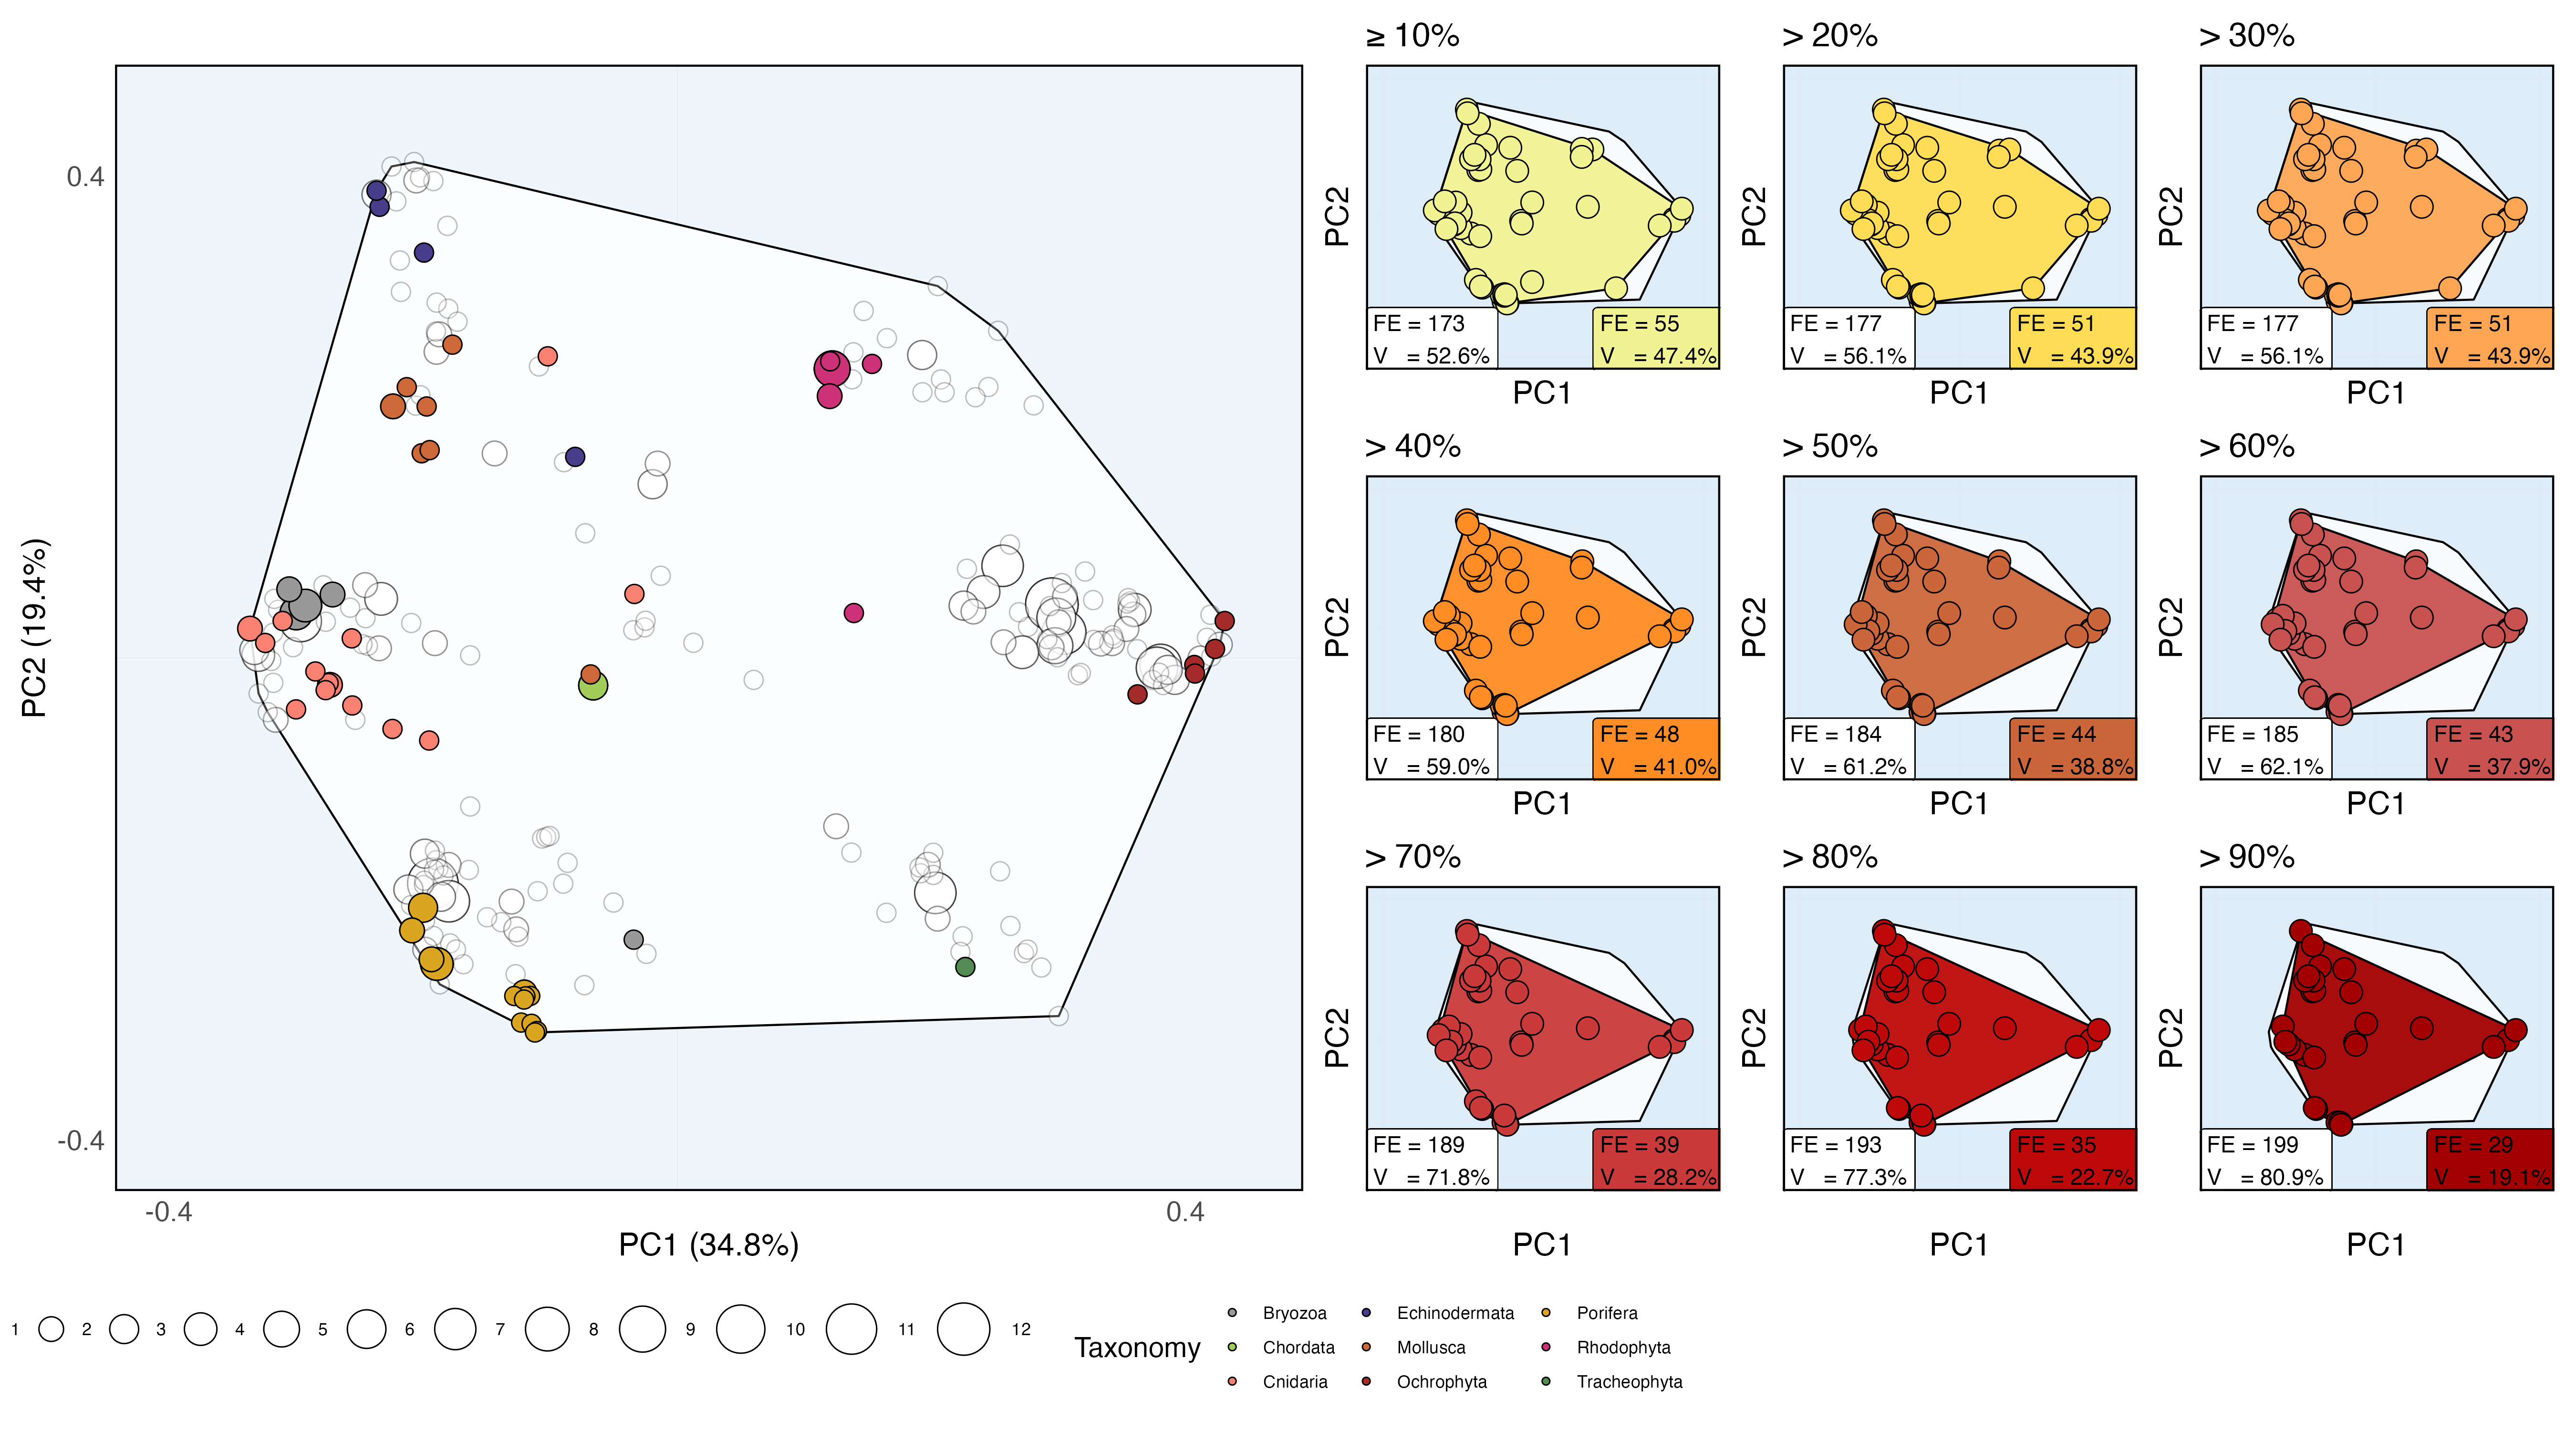 0.4
-0.4
-0.4
0.4
PC2 (19.4%)
PC1 (34.8%)
≥ 10%
PC2
FE = 173
V = 52.6%
FE = 55
V = 47.4%
PC1
> 20%
PC2
FE = 177
V = 56.1%
FE = 51
V = 43.9%
PC1
> 30%
PC2
FE = 177
V = 56.1%
FE = 51
V = 43.9%
PC1
> 40%
PC2
FE = 180
V = 59.0%
FE = 48
V = 41.0%
PC1
> 50%
PC2
FE = 184
V = 61.2%
FE = 44
V = 38.8%
PC1
> 60%
PC2
FE = 185
V = 62.1%
FE = 43
V = 37.9%
PC1
> 70%
PC2
FE = 189
V = 71.8%
FE = 39
V = 28.2%
PC1
> 80%
PC2
FE = 193
V = 77.3%
FE = 35
V = 22.7%
PC1
> 90%
PC2
FE = 199
V = 80.9%
FE = 29
V = 19.1%
PC1
1 2 3 4 5 6 7 8 9 10 11 12
Taxonomy
Bryozoa
Chordata
Cnidaria
Echinodermata
Mollusca
Ochrophyta
Porifera
Rhodophyta
Tracheophyta